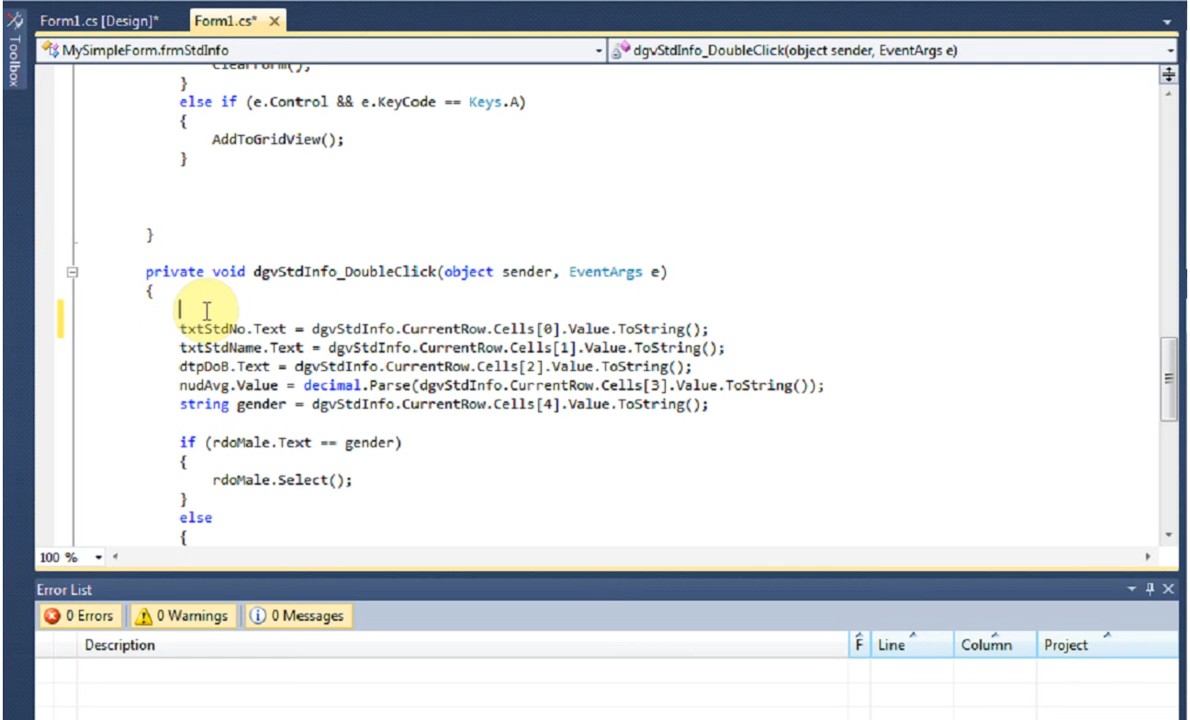 Form1.cs [Design]*
Form1.cs*
Toolbox
MySimpleForm.frmStdInfo
dgvStdInfo_DoubleClick(object sender, EventArgs e)
ClearForm();
}
else if (e.Control && e.KeyCode == Keys.A)
{
AddToGridView();
}
}
private void dgvStdInfo_DoubleClick(object sender, EventArgs e)
{
txtStdNo.Text = dgvStdInfo.CurrentRow.Cells[0].Value.ToString();
txtStdName.Text = dgvStdInfo.CurrentRow.Cells[1].Value.ToString();
dtpDoB.Text = dgvStdInfo.CurrentRow.Cells[2].Value.ToString();
nudAvg.Value = decimal.Parse(dgvStdInfo.CurrentRow.Cells[3].Value.ToString());
string gender = dgvStdInfo.CurrentRow.Cells[4].Value.ToString();
if (rdoMale.Text == gender)
{
rdoMale.Select();
}
else
{
100 %
Error List
0 Errors 0 Warnings 0 Messages
Description F Line Column Project